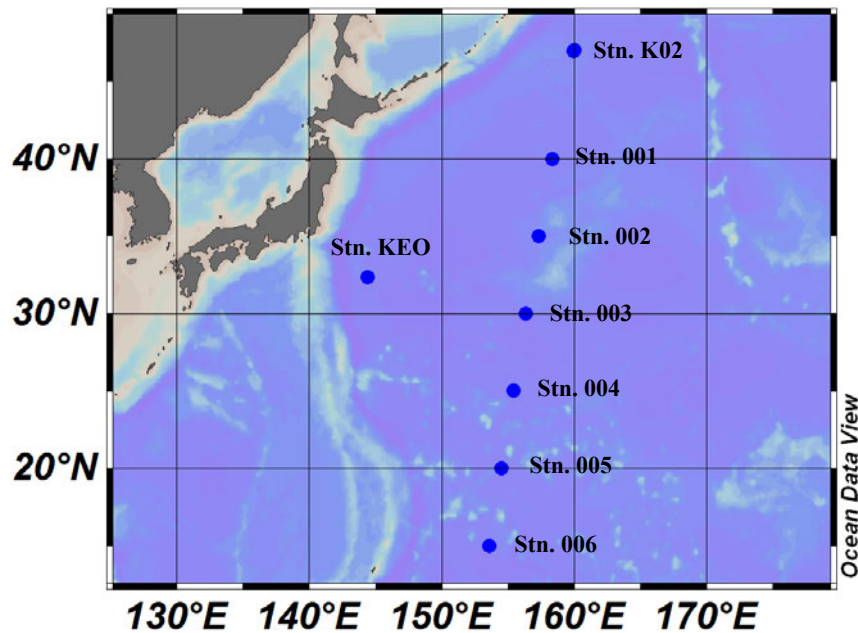 Stn. K02
40°N
Stn. 001
Stn. 002
Stn. KEO
30°N
Stn. 003
Stn. 004
20°N
Stn. 005
Stn. 006
Ocean Data View
130°E
140°E
150°E
160°E
170°E